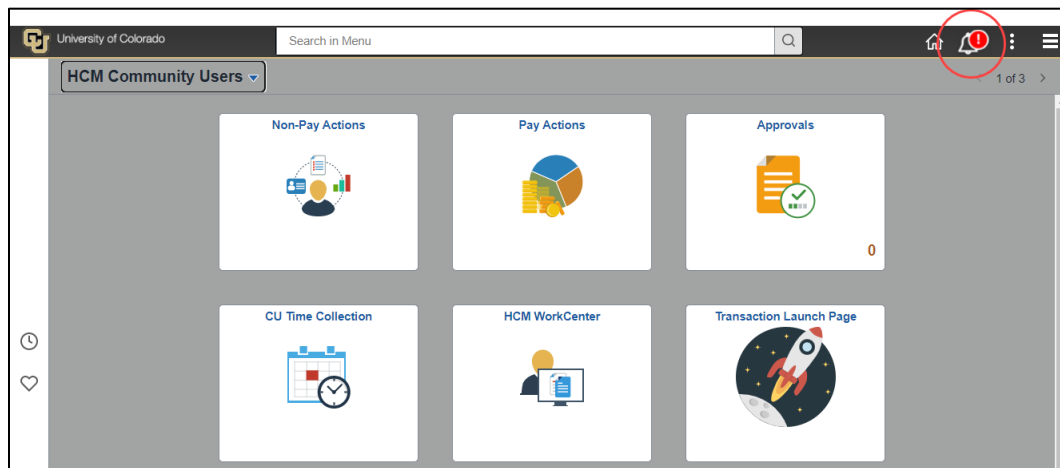 University of Colorado
Search in Menu
!
HCM Community Users
1 of 3
Non-Pay Actions
Pay Actions
Approvals
0
CU Time Collection
HCM WorkCenter
Transaction Launch Page